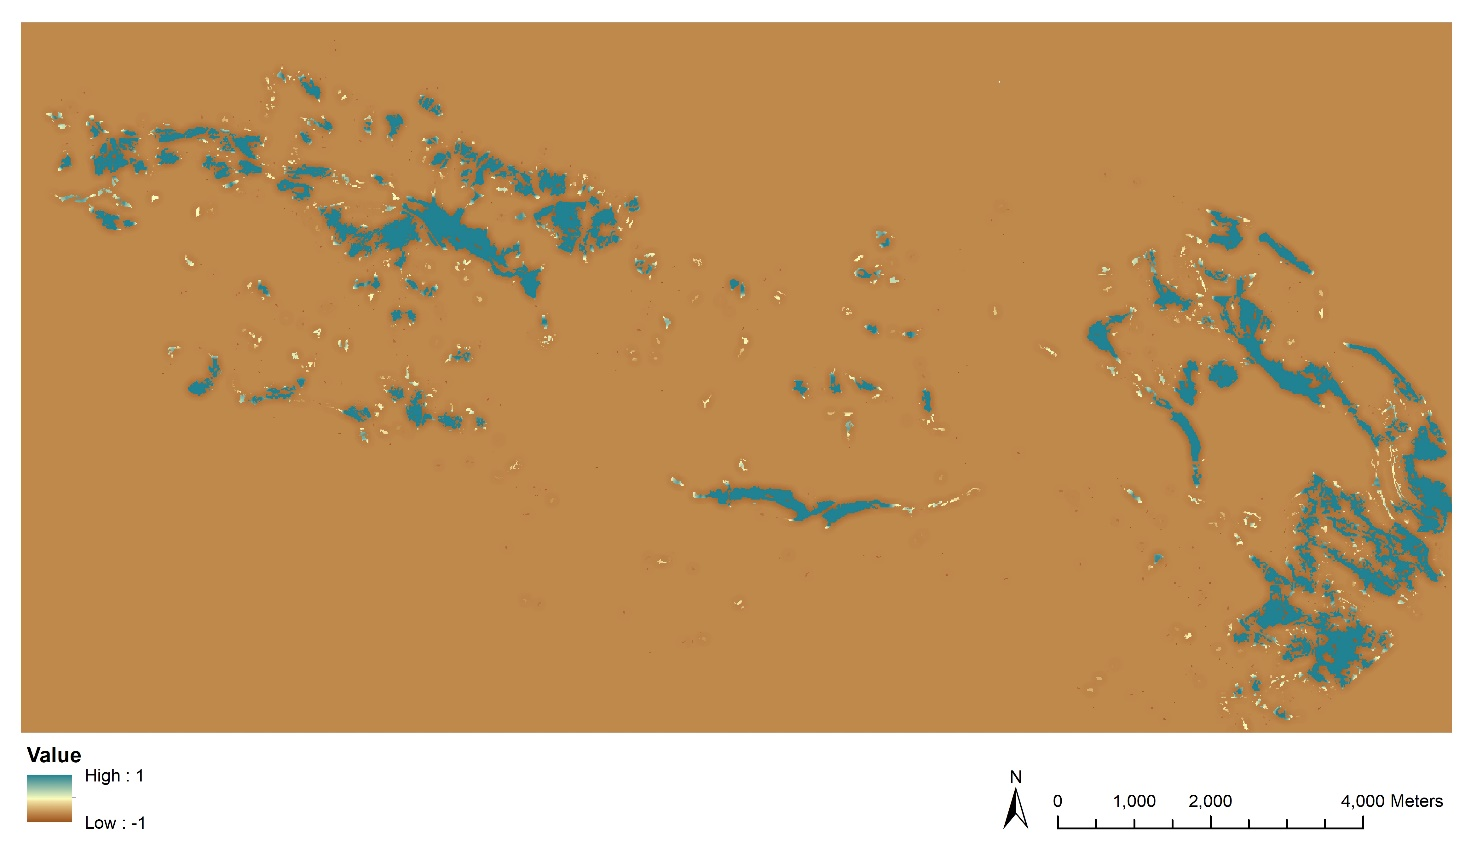 Value
High : 1
Low : -1
N
0 1,000 2,000 4,000 Meters